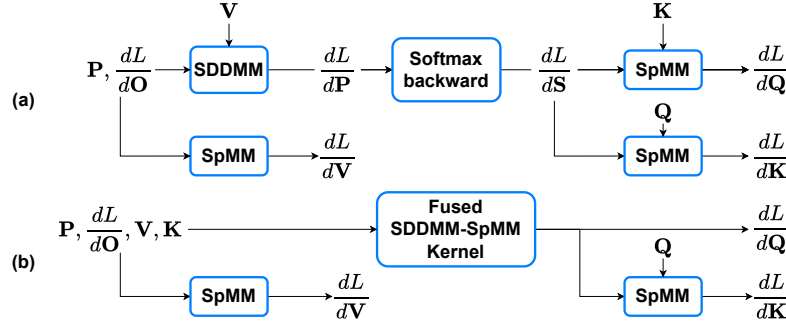 V
K
P, dL/dO
SDDMM
dL/dP
Softmax
backward
dL/dS
SpMM
dL/dQ
(a)
Q
SpMM
dL/dV
SpMM
dL/dK
P, dL/dO, V, K
Fused
SDDMM-SpMM
Kernel
dL/dQ
(b)
Q
SpMM
dL/dV
SpMM
dL/dK